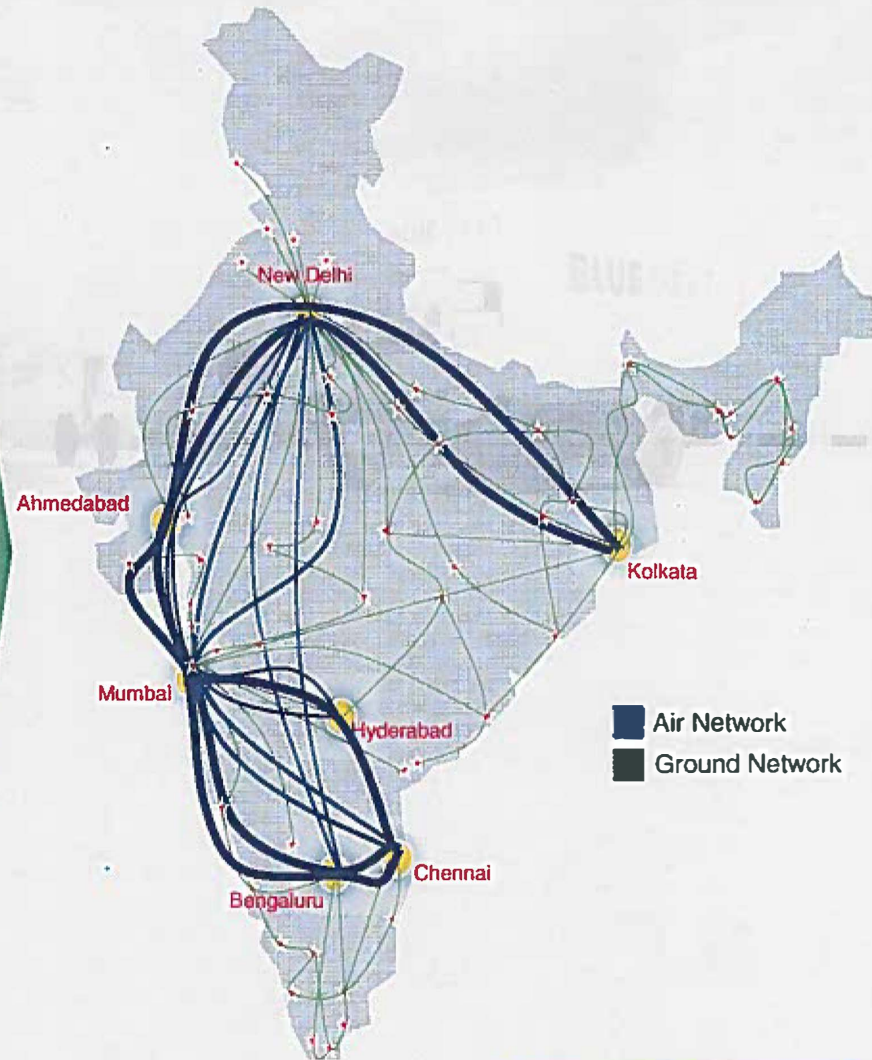 New Delhi
Ahmedabad
Kolkata
Mumbai
Hyderabad
Air Network
Ground Network
Chennai
Bengaluru